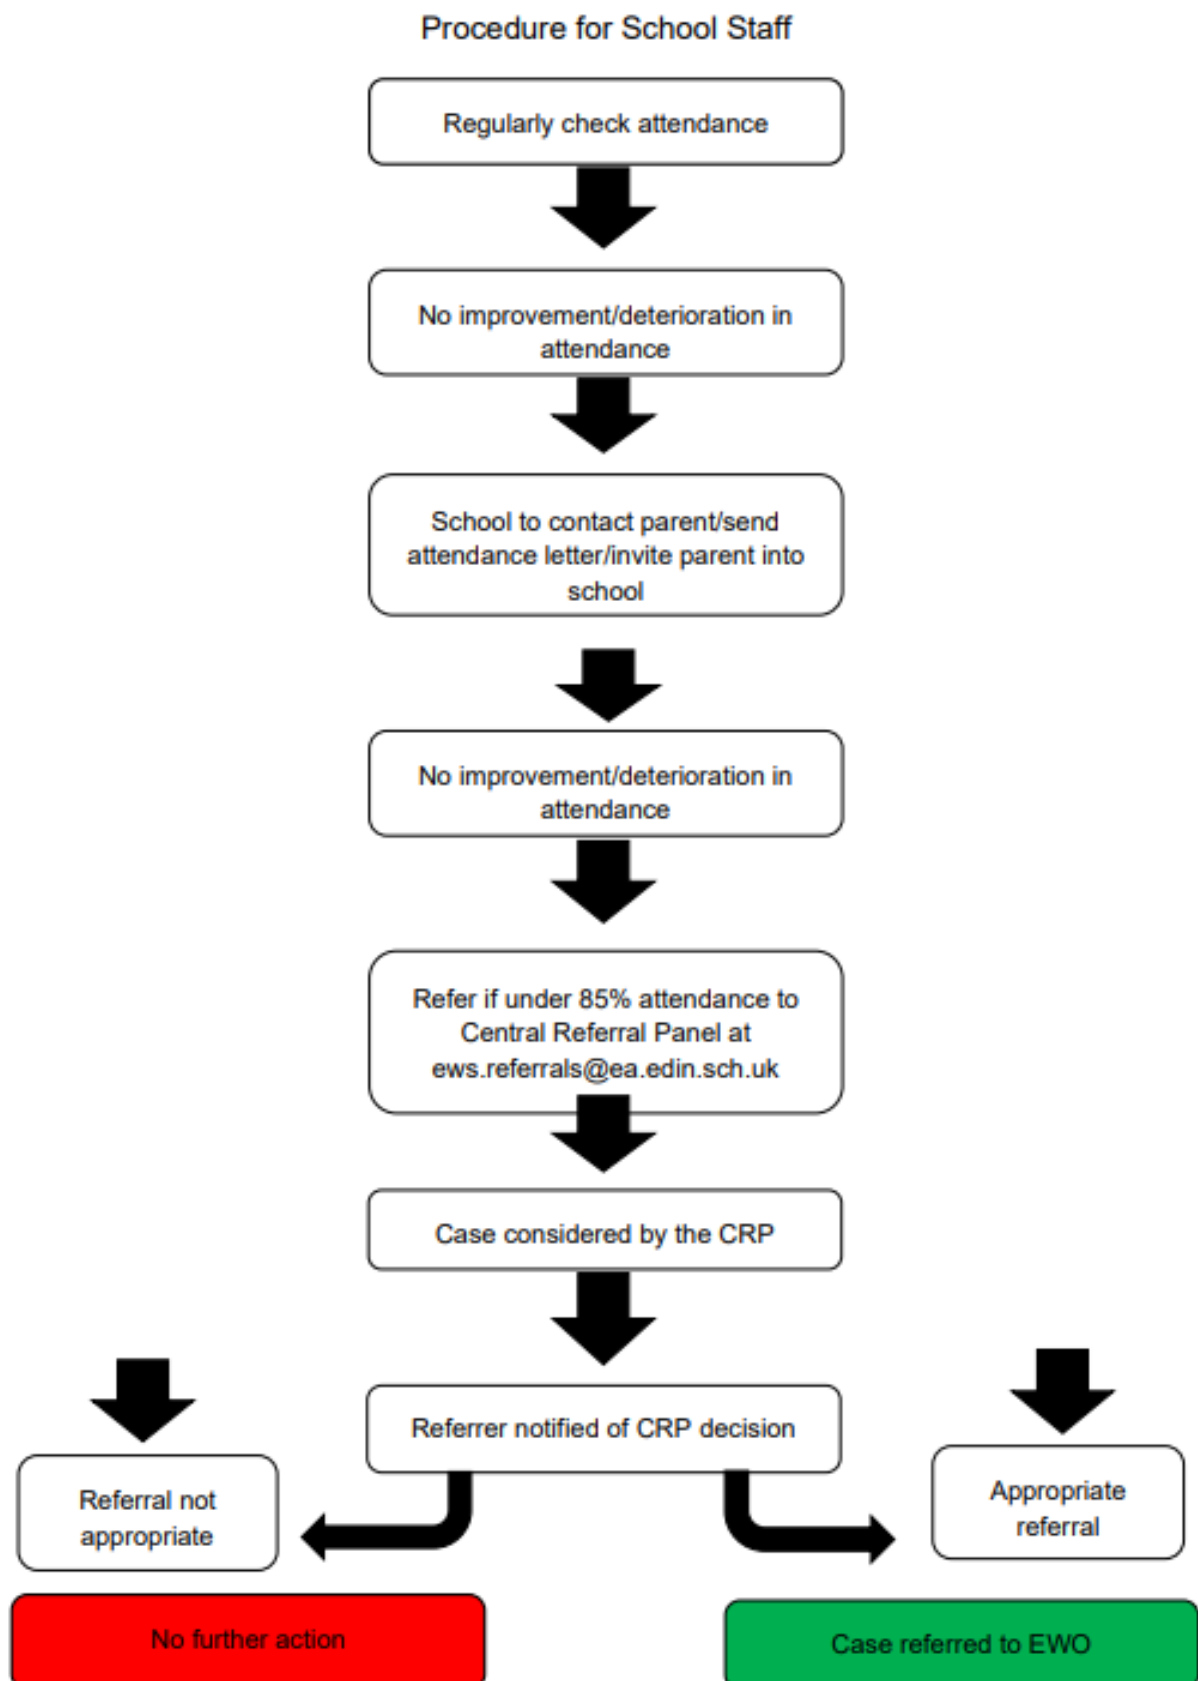 Procedure for School Staff
Regularly check attendance
No improvement/deterioration in
attendance
School to contact parent/send
attendance letter/invite parent into
school
No improvement/deterioration in
attendance
Refer if under 85% attendance to
Central Referral Panel at
ews.referrals@ea.edin.sch.uk
Case considered by the CRP
Referrer notified of CRP decision
Referral not
appropriate
Appropriate
referral
No further action
Case referred to EWO